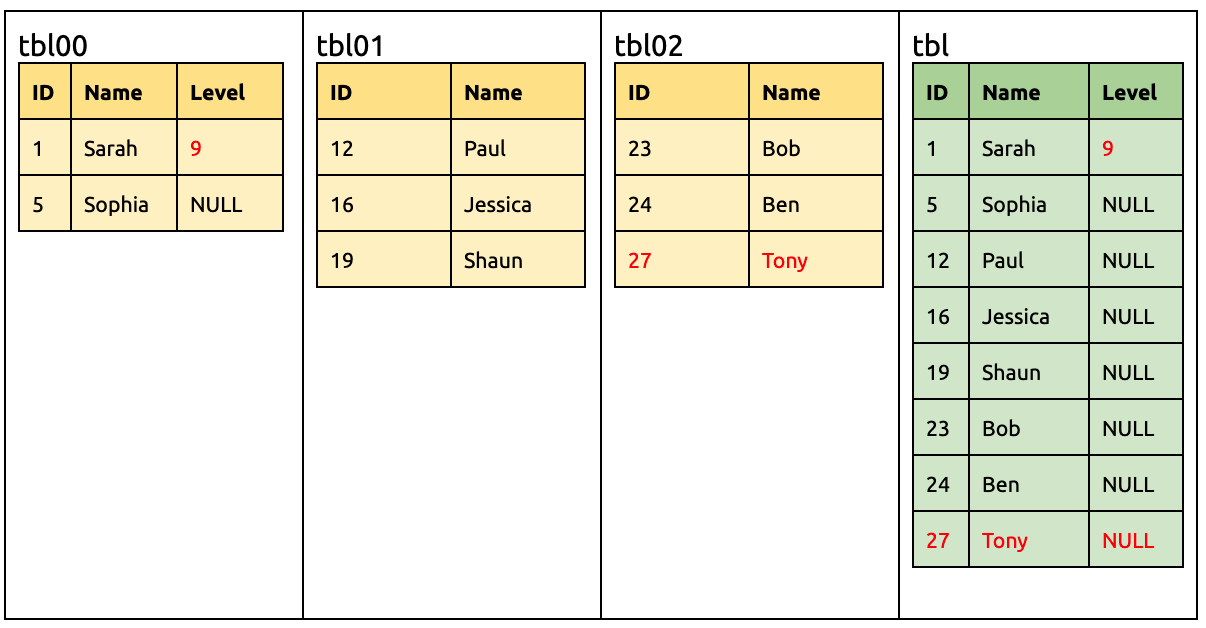 tbl00
ID Name Level
1 Sarah 9
5 Sophia NULL
tbl01
ID Name
12 Paul
16 Jessica
19 Shaun
tbl02
ID Name
23 Bob
24 Ben
27 Tony
tbl
ID Name Level
1 Sarah 9
5 Sophia NULL
12 Paul NULL
16 Jessica NULL
19 Shaun NULL
23 Bob NULL
24 Ben NULL
27 Tony NULL